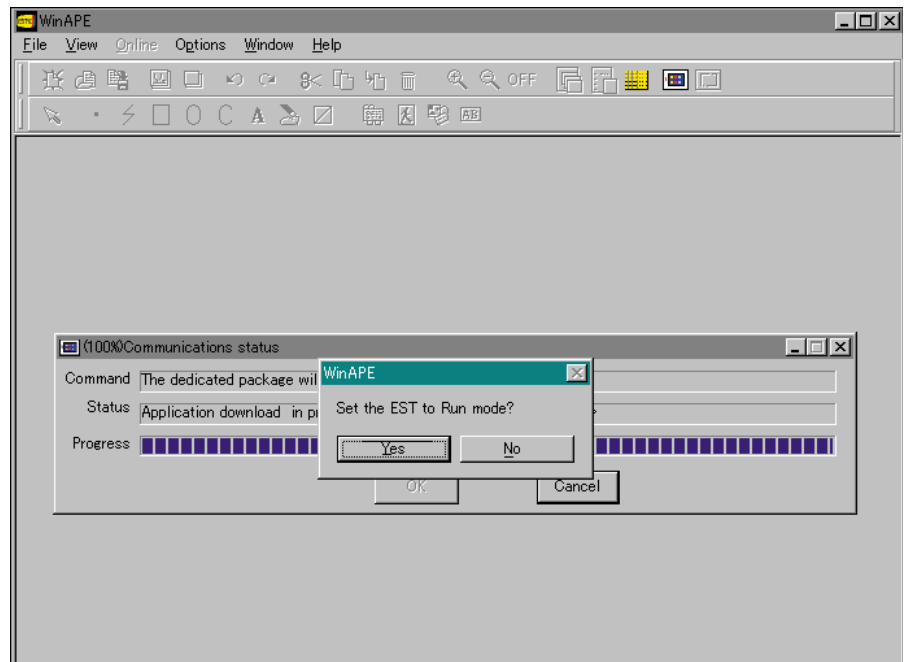 WinAPE
File View Online Options Window Help
OFF
A AB
(100%)Communications status
Command The dedicated package wil
Status Application download in pr
Progress
WinAPE
Set the EST to Run mode?
Yes No
OK Cancel